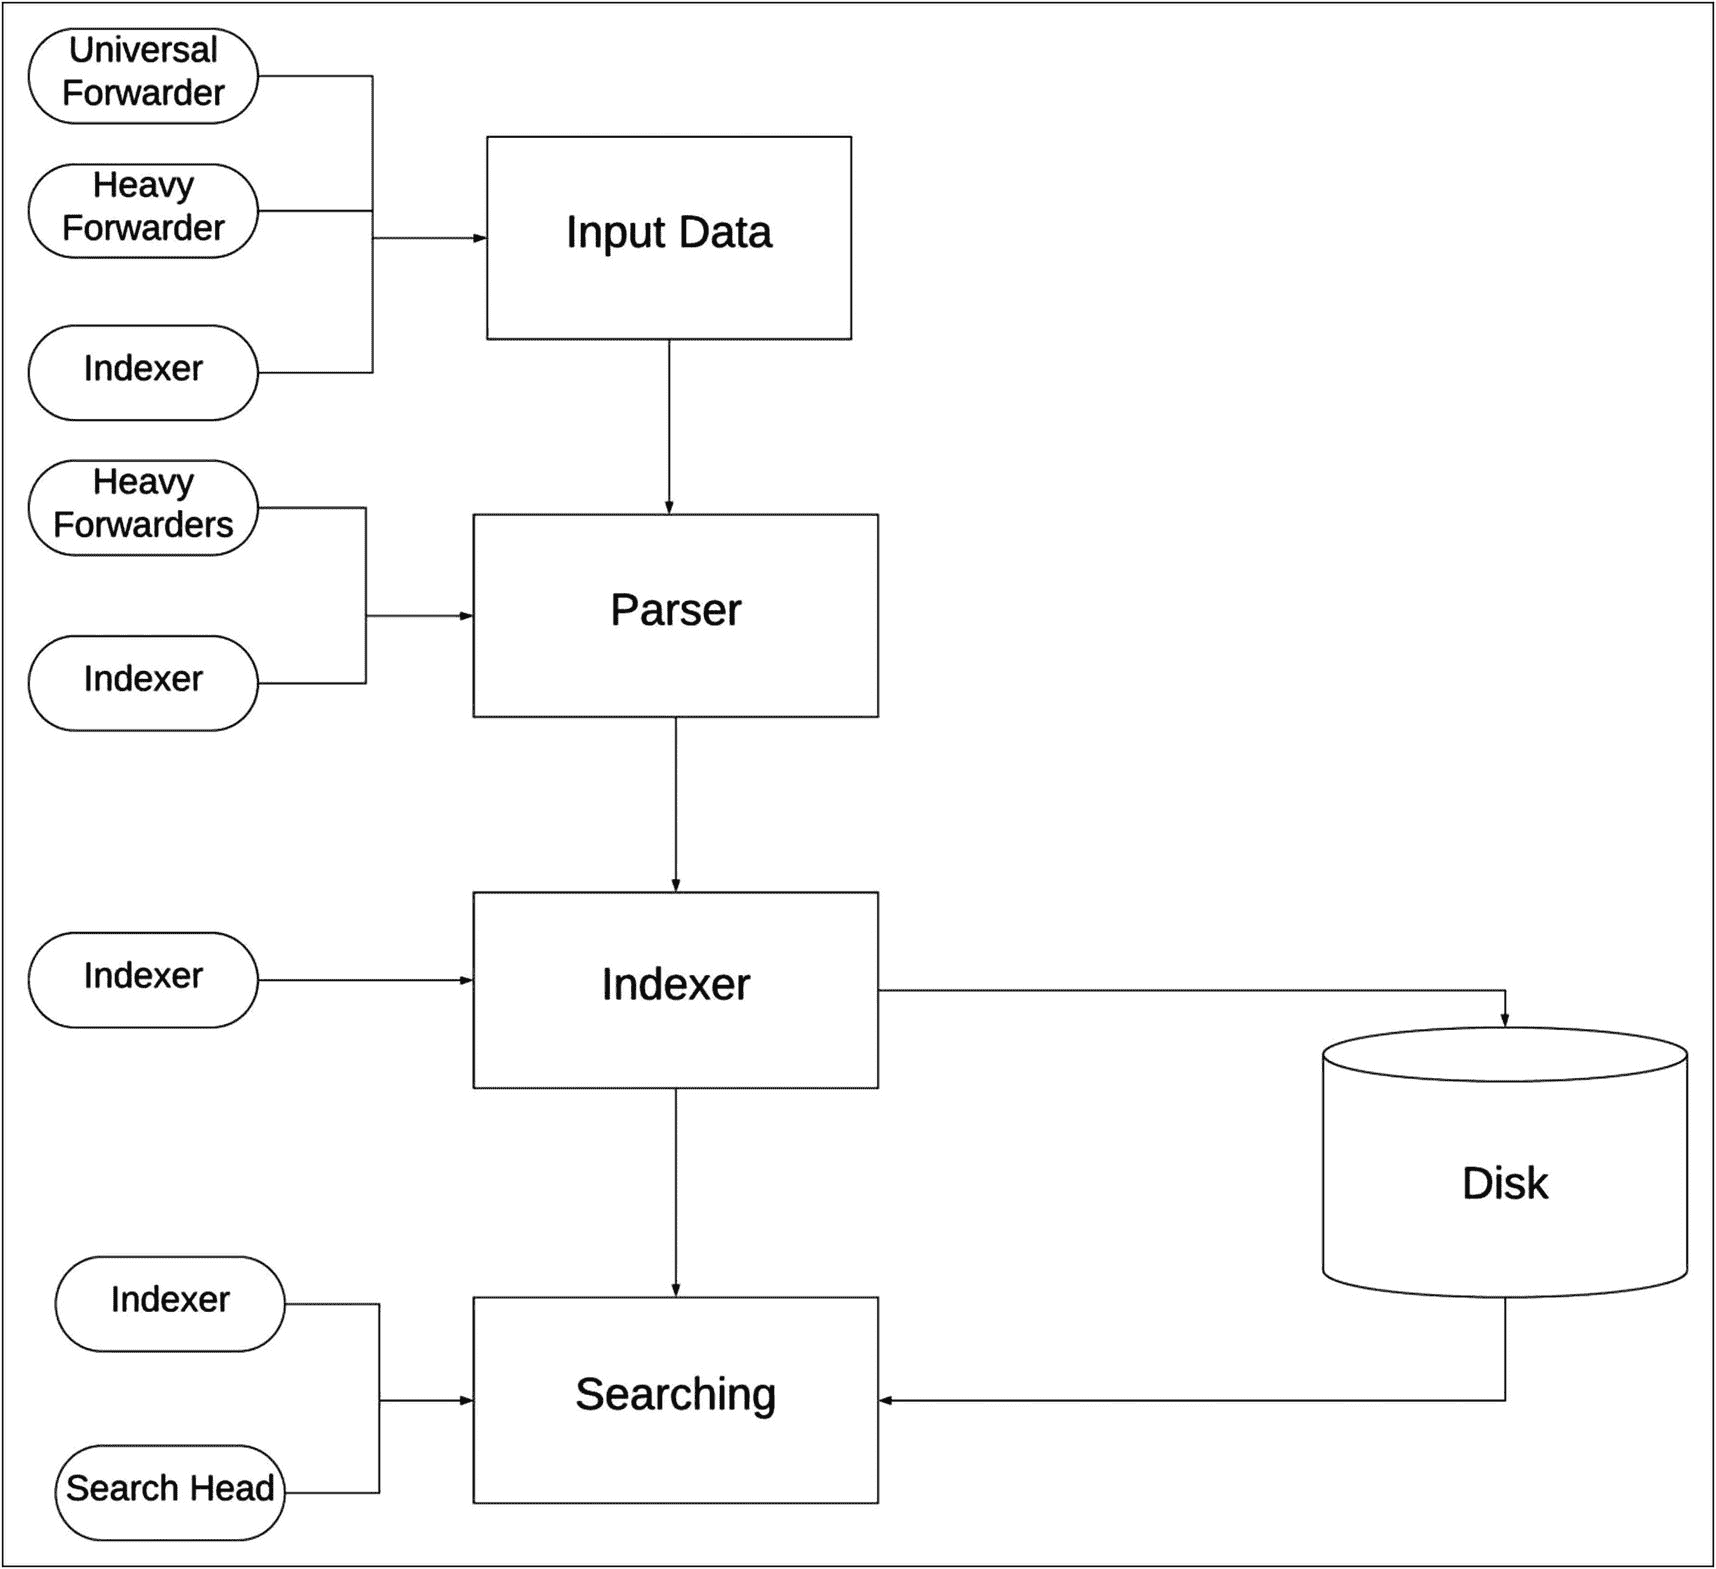 Universal
Forwarder
Heavy
Forwarder
Input Data
Indexer
Heavy
Forwarders
Parser
Indexer
Indexer
Indexer
Disk
Indexer
Searching
Search Head